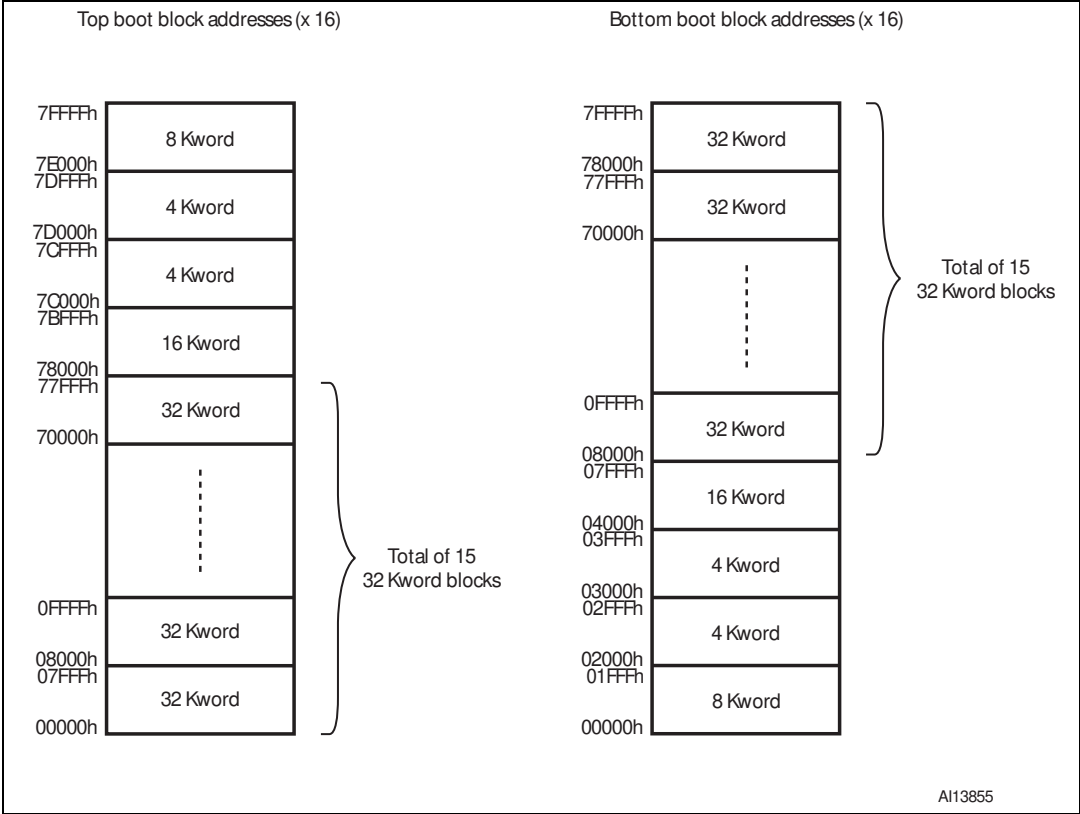 Top boot block addresses (x 16)
7FFFFh
8 Kword
7E000h
7DFFFh
4 Kword
7D000h
7CFFFh
4 Kword
7C000h
7BFFFh
16 Kword
78000h
77FFFh
32 Kword
70000h
Total of 15
32 Kword blocks
0FFFFh
32 Kword
08000h
07FFFh
32 Kword
00000h
Bottom boot block addresses (x 16)
7FFFFh
32 Kword
78000h
77FFFh
32 Kword
70000h
Total of 15
32 Kword blocks
0FFFFh
32 Kword
08000h
07FFFh
16 Kword
04000h
03FFFh
4 Kword
03000h
02FFFh
4 Kword
02000h
01FFFh
8 Kword
00000h
AI13855